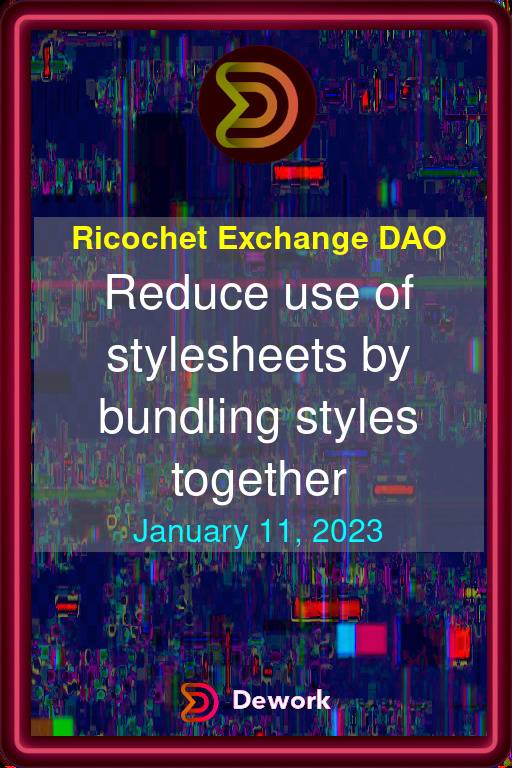 Ricochet Exchange DAO
Reduce use of
stylesheets by
bundling styles
together
January 11, 2023
Dework